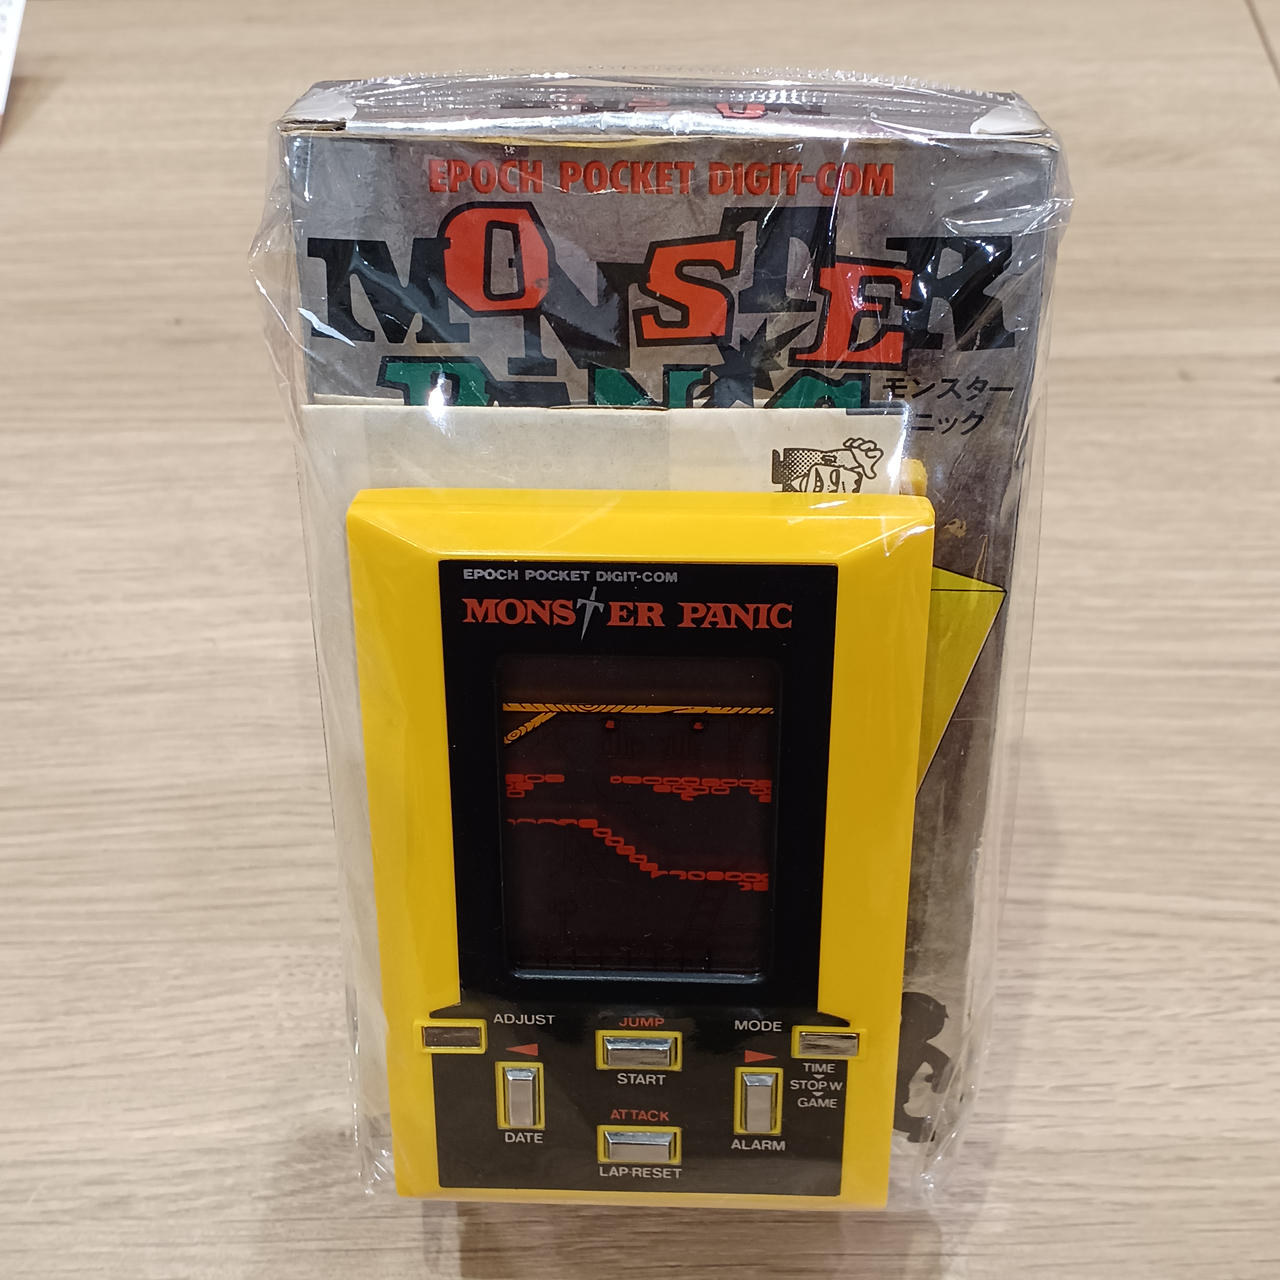 EPOCH POCKET DIGIT-COM
MONSTER
PANIC
モンスター
ニック
EPOCH POCKET DIGIT-COM
MONSTER PANIC
ADJUST
JUMP
MODE
START
TIME
STOP.W
GAME
ATTACK
DATE
ALARM
LAP-RESET